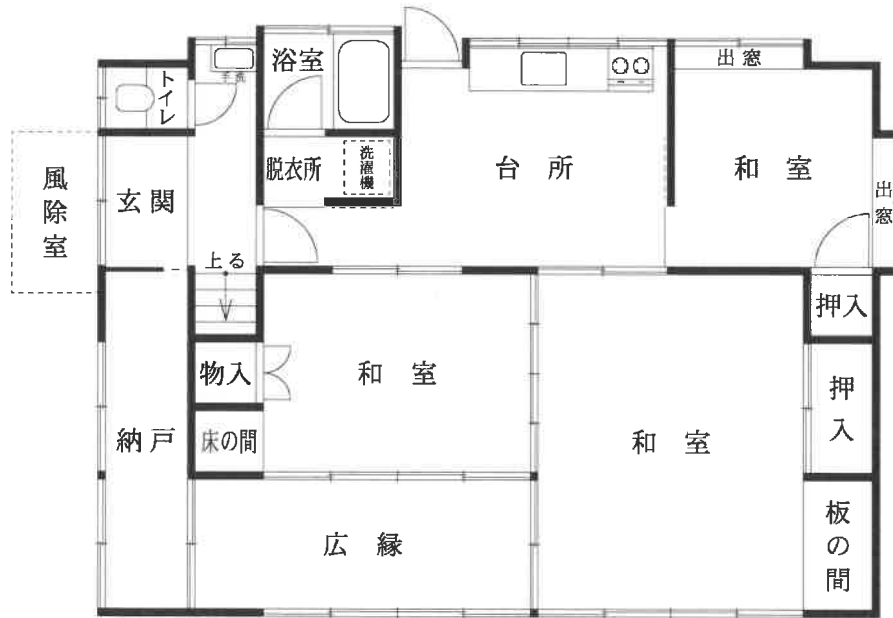 浴室
出窓
手洗
トイレ
脱衣所
洗濯機
台所
和室
出窓
風除室
玄関
上る
押入
物入
和室
押入
納戸
床の間
和室
広縁
板の間